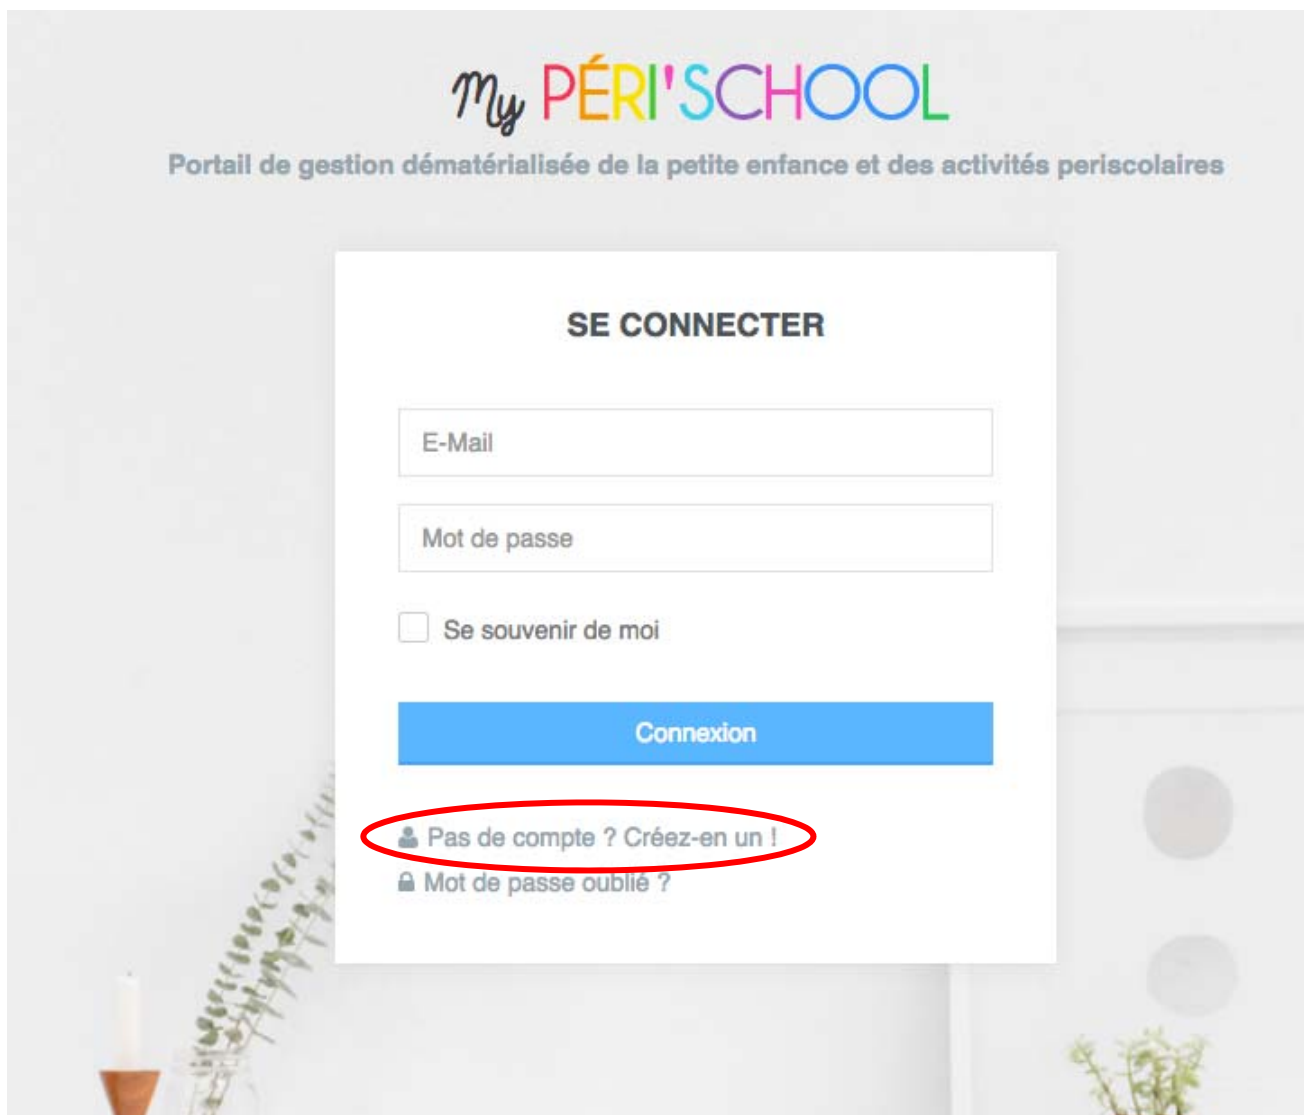 My PÉRI'SCHOOL
Portail de gestion dématérialisée de la petite enfance et des activités periscolaires
SE CONNECTER
E-Mail
Mot de passe
Se souvenir de moi
Connexion
Pas de compte ? Créez-en un !
Mot de passe oublié ?